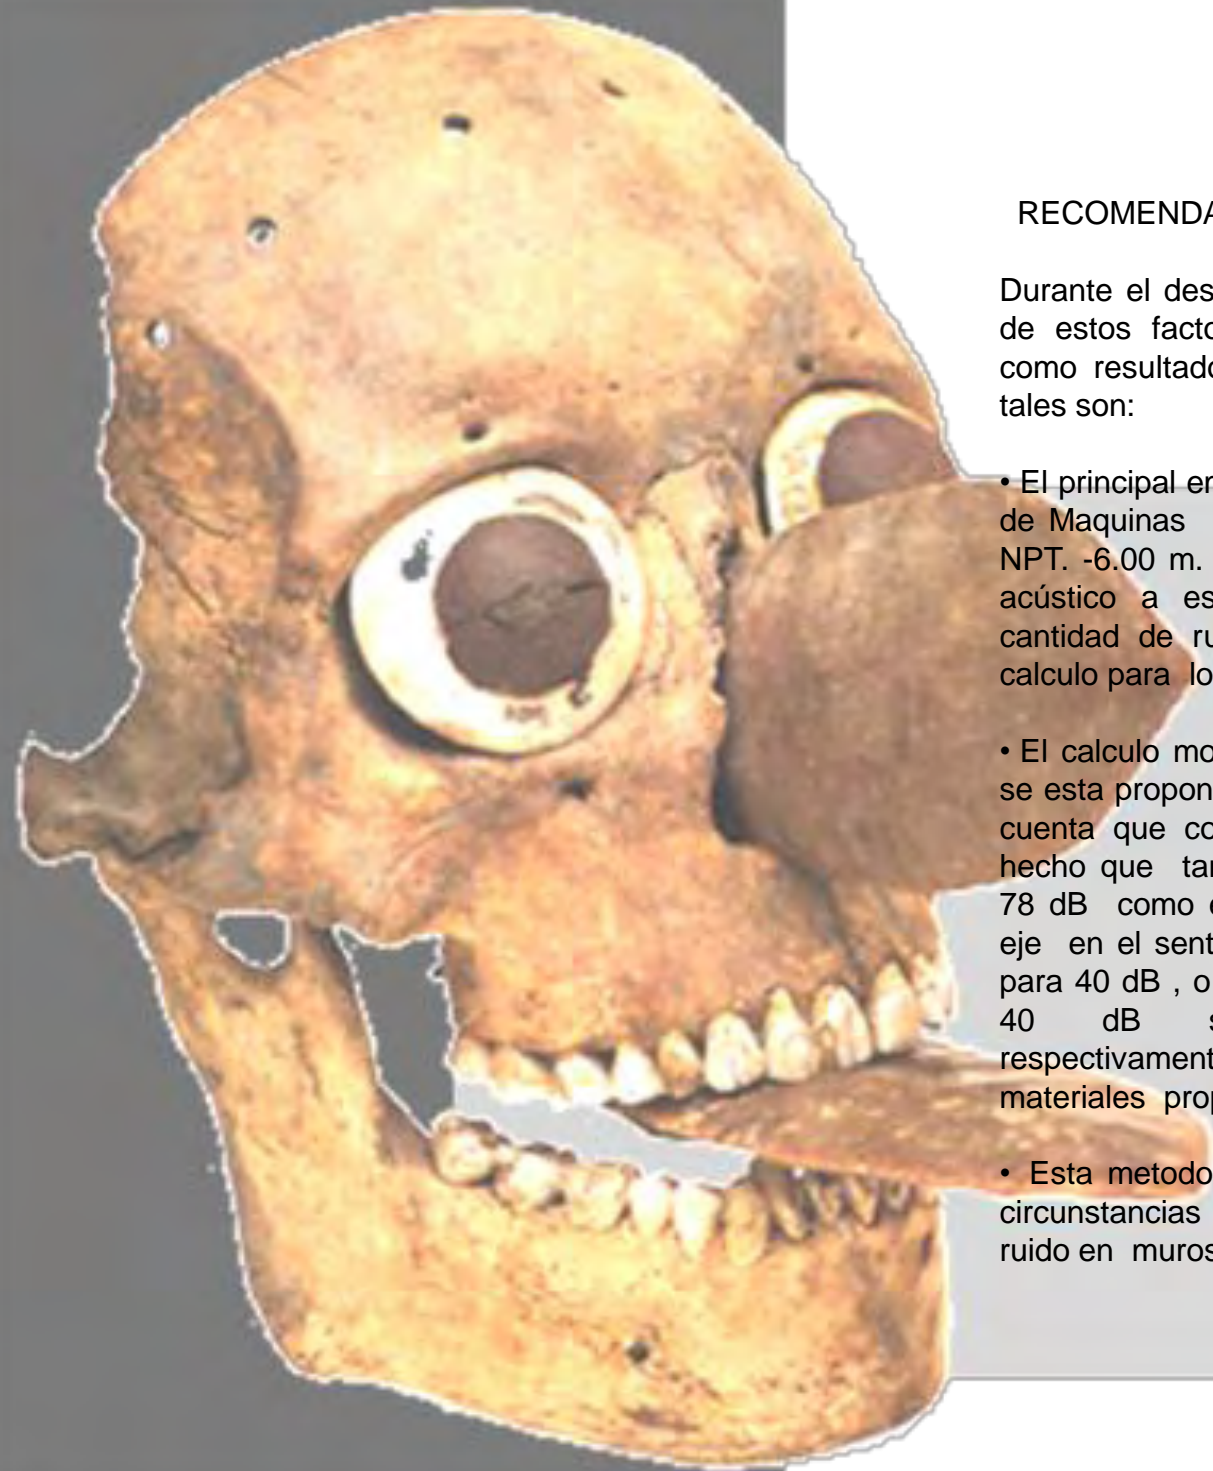 RECOMENDA
Durante el des
de estos facto
como resultado
tales son:
• El principal en
de Maquinas
NPT. -6.00 m.
acústico a es
cantidad de ru
calculo para lo
• El calculo mo
se esta propon
cuenta que co
hecho que tar
78 dB como e
eje en el sent
para 40 dB , o
40 dB s
respectivament
materiales prop
• Esta metodo
circunstancias
ruido en muros